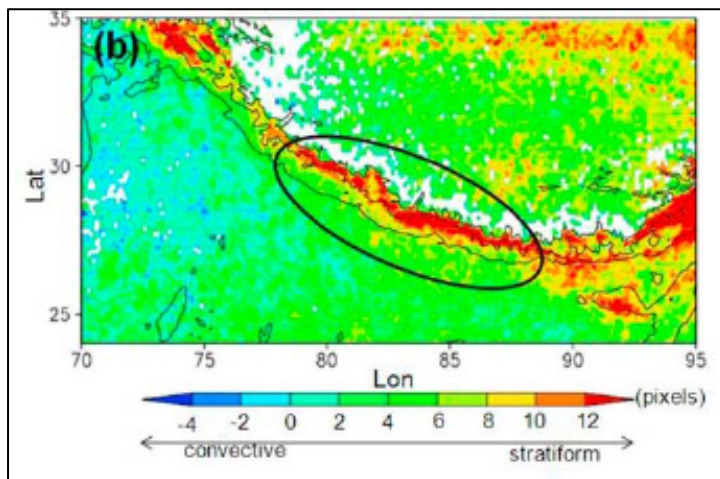 (b)
35
30
25
Lat
70 75 80 85 90 95
Lon
-4 -2 0 2 4 6 8 10 12 (pixels)
convective stratiform